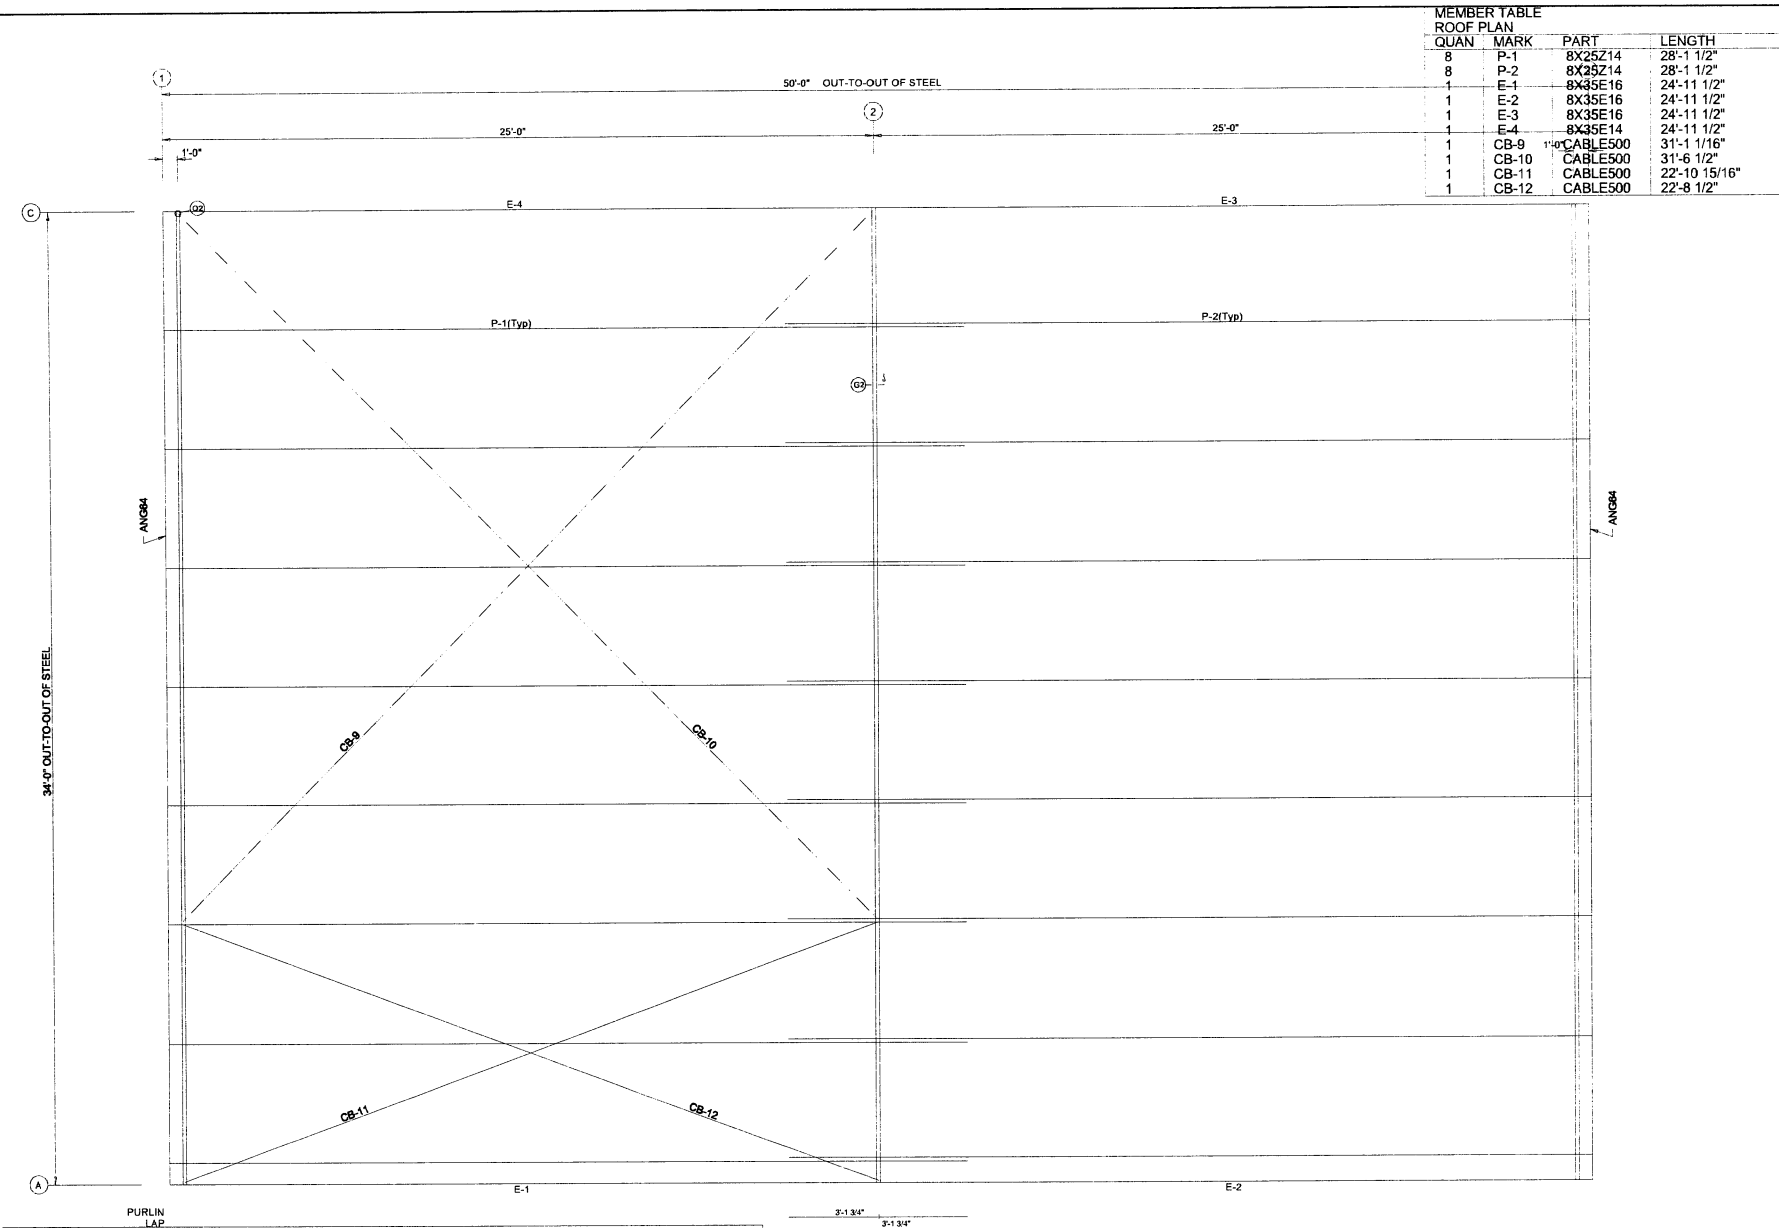 MEMBER TABLE
ROOF PLAN
QUAN MARK PART LENGTH
8 P-1 8X25Z14 28'-1 1/2"
8 P-2 8X25Z14 28'-1 1/2"
1 E-1 8X35E16 24'-11 1/2"
1 E-2 8X35E16 24'-11 1/2"
1 E-3 8X35E16 24'-11 1/2"
1 E-4 8X35E14 24'-11 1/2"
1 CB-9 CABLE500 31'-1 1/16"
1 CB-10 CABLE500 31'-6 1/2"
1 CB-11 CABLE500 22'-10 15/16"
1 CB-12 CABLE500 22'-8 1/2"
1'-0"
1
50'-0" OUT-TO-OUT OF STEEL
2
25'-0"
25'-0"
1'-0"
C
E-4
E-3
P-1(Typ)
P-2(Typ)
G2
ANG84
ANG84
34'-0" OUT-TO-OUT OF STEEL
CB-9
CB-10
CB-11
CB-12
A
E-1
E-2
PURLIN
LAP
3'-1 3/4"
3'-1 3/4"